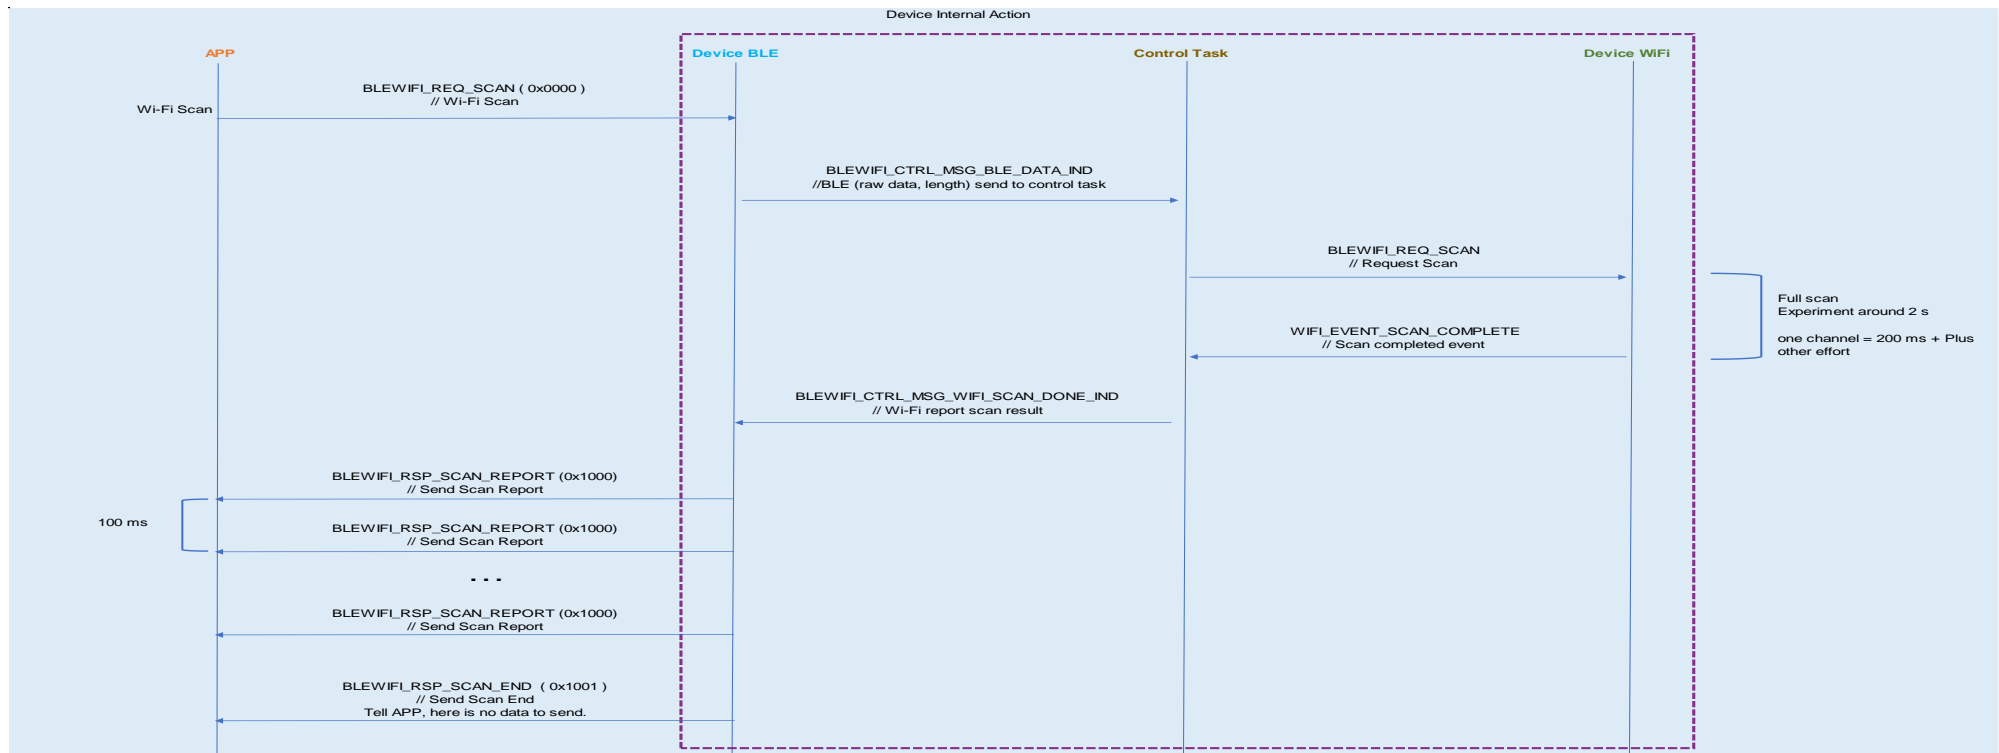 Device Internal Action
APP
Device BLE
Control Task
Device WiFi
BLEWIFI_REQ_SCAN ( 0x0000 )
// Wi-Fi Scan
Wi-Fi Scan
BLEWIFI_CTRL_MSG_BLE_DATA_IND
//BLE (raw data, length) send to control task
BLEWIFI_REQ_SCAN
// Request Scan
Full scan
Experiment around 2 s
one channel = 200 ms + Plus
other effort
WIFI_EVENT_SCAN_COMPLETE
// Scan completed event
BLEWIFI_CTRL_MSG_WIFI_SCAN_DONE_IND
// Wi-Fi report scan result
BLEWIFI_RSP_SCAN_REPORT (0x1000)
// Send Scan Report
100 ms
BLEWIFI_RSP_SCAN_REPORT (0x1000)
// Send Scan Report
. . .
BLEWIFI_RSP_SCAN_REPORT (0x1000)
// Send Scan Report
BLEWIFI_RSP_SCAN_END ( 0x1001 )
// Send Scan End
Tell APP, here is no data to send.